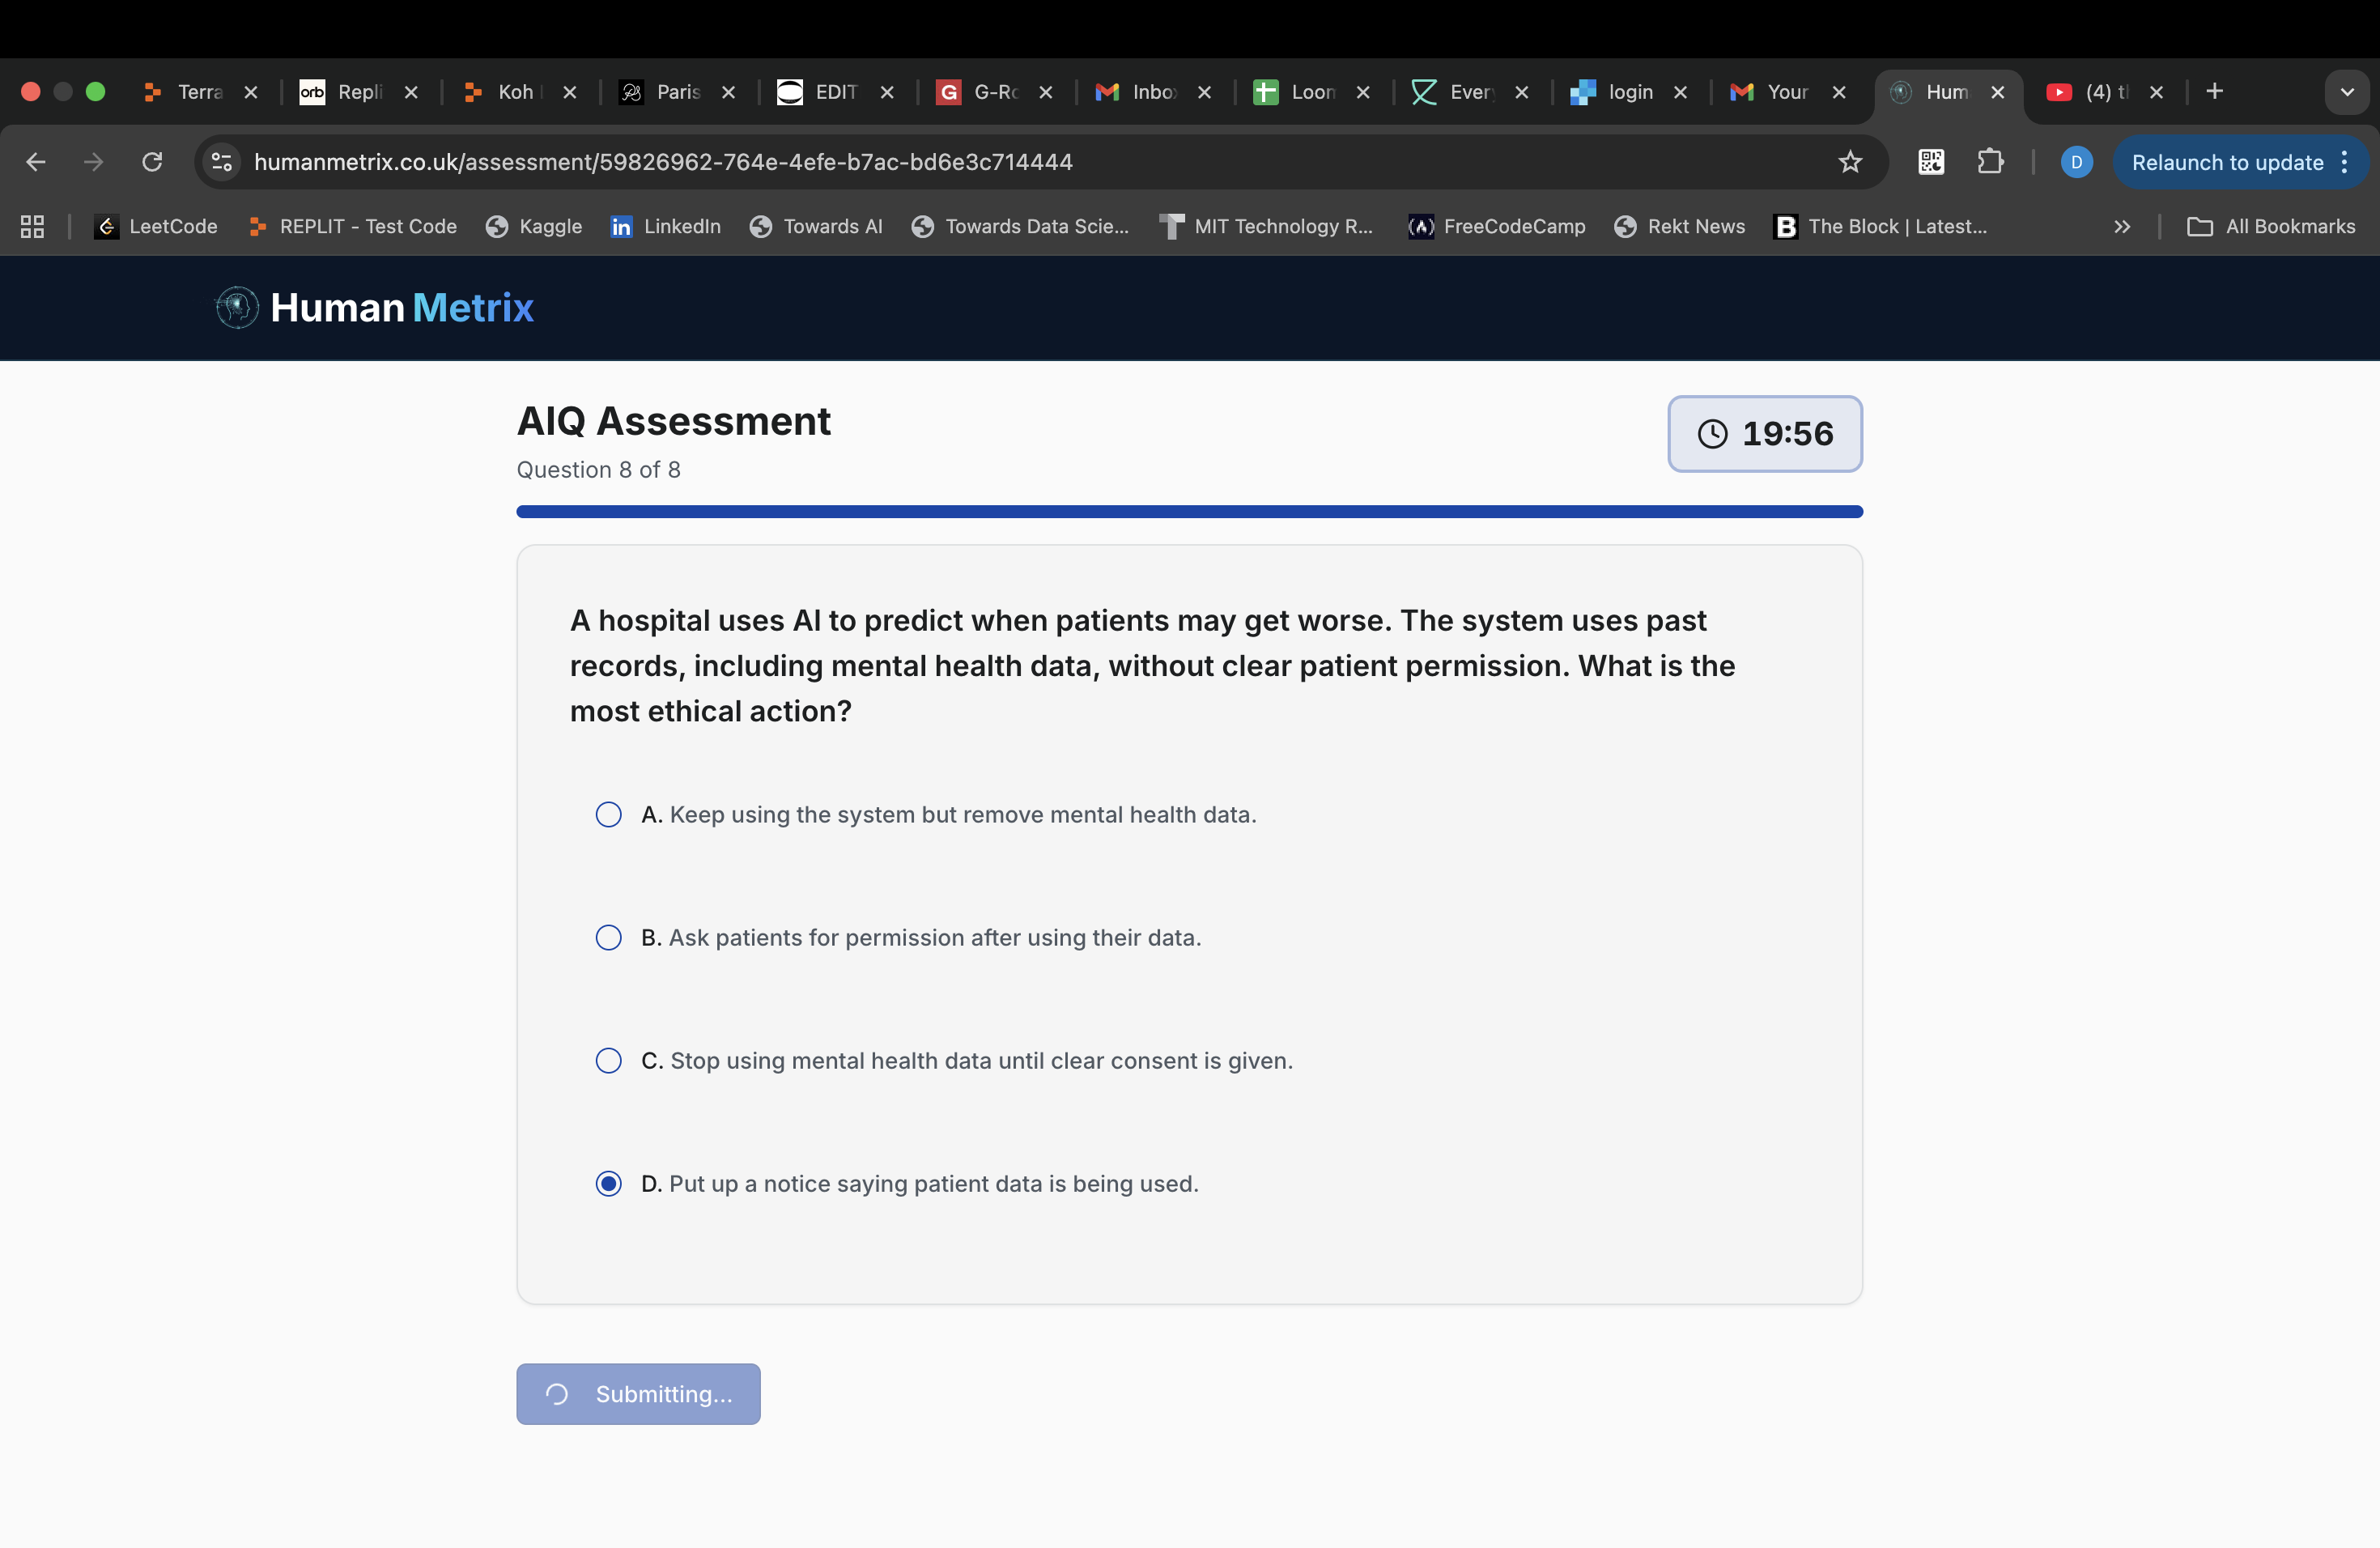 Terra
Repli
Koh
Paris
EDIT
G-Ro
Inbo
Loom
Every
login
Your
Hum
(4) tl
humanmetrix.co.uk/assessment/59826962-764e-4efe-b7ac-bd6e3c714444
D
Relaunch to update
LeetCode
REPLIT - Test Code
Kaggle
LinkedIn
Towards AI
Towards Data Scie...
MIT Technology R...
FreeCodeCamp
Rekt News
The Block | Latest...
All Bookmarks
Human Metrix
AIQ Assessment
19:56
Question 8 of 8
A hospital uses AI to predict when patients may get worse. The system uses past
records, including mental health data, without clear patient permission. What is the
most ethical action?
A. Keep using the system but remove mental health data.
B. Ask patients for permission after using their data.
C. Stop using mental health data until clear consent is given.
D. Put up a notice saying patient data is being used.
Submitting...